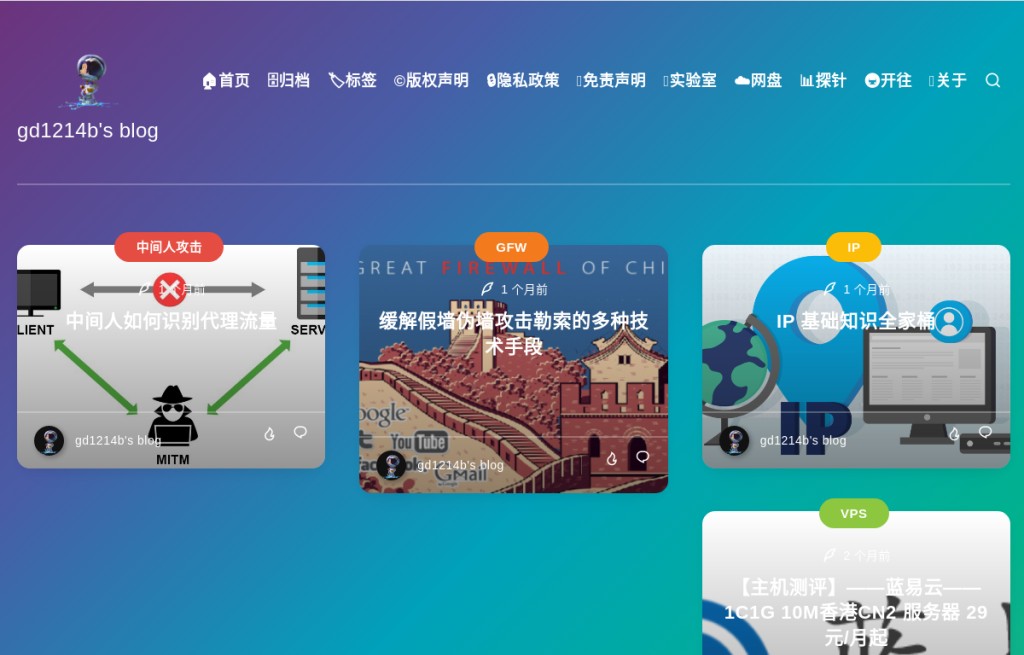 首页 归档 标签 ©版权声明 隐私政策 免责声明 实验室 网盘 探针 开往 关于
gd1214b's blog
中间人攻击
1 个月前
中间人如何识别代理流量
LIENT
SERV
MITM
gd1214b's blog
GFW
GREAT FIREWALL OF CHI
1 个月前
缓解假墙伪墙攻击勒索的多种技
术手段
oogle
YouTube
GMail
gd1214b's blog
IP
1 个月前
IP 基础知识全家桶
IP
gd1214b's blog
VPS
2 个月前
【主机测评】——蓝易云——
1C1G 10M香港CN2 服务器 29
元/月起